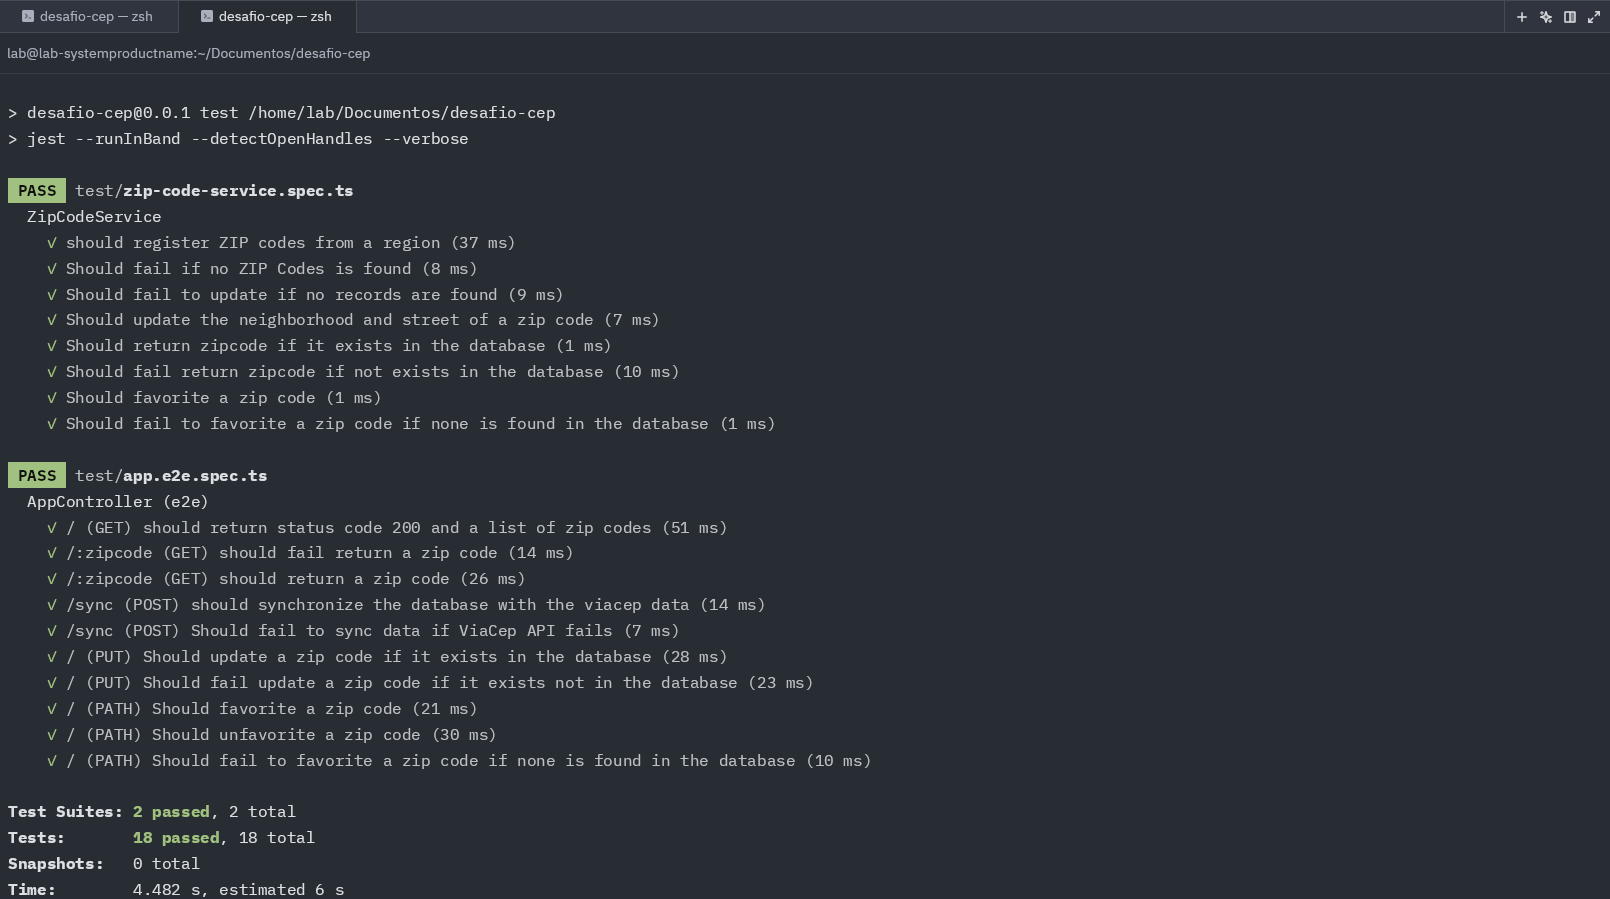 desafio-cep — zsh
desafio-cep — zsh
lab@lab-systemproductname:~/Documentos/desafio-cep
> desafio-cep@0.0.1 test /home/lab/Documentos/desafio-cep
> jest --runInBand --detectOpenHandles --verbose
PASS test/zip-code-service.spec.ts
ZipCodeService
√ should register ZIP codes from a region (37 ms)
√ Should fail if no ZIP Codes is found (8 ms)
√ Should fail to update if no records are found (9 ms)
√ Should update the neighborhood and street of a zip code (7 ms)
√ Should return zipcode if it exists in the database (1 ms)
√ Should fail return zipcode if not exists in the database (10 ms)
√ Should favorite a zip code (1 ms)
√ Should fail to favorite a zip code if none is found in the database (1 ms)
PASS test/app.e2e.spec.ts
AppController (e2e)
√ / (GET) should return status code 200 and a list of zip codes (51 ms)
√ /:zipcode (GET) should fail return a zip code (14 ms)
√ /:zipcode (GET) should return a zip code (26 ms)
√ /sync (POST) should synchronize the database with the viacep data (14 ms)
√ /sync (POST) Should fail to sync data if ViaCep API fails (7 ms)
√ / (PUT) Should update a zip code if it exists in the database (28 ms)
√ / (PUT) Should fail update a zip code if it exists not in the database (23 ms)
√ / (PATH) Should favorite a zip code (21 ms)
√ / (PATH) Should unfavorite a zip code (30 ms)
√ / (PATH) Should fail to favorite a zip code if none is found in the database (10 ms)
Test Suites: 2 passed, 2 total
Tests: 18 passed, 18 total
Snapshots: 0 total
Time: 4.482 s, estimated 6 s